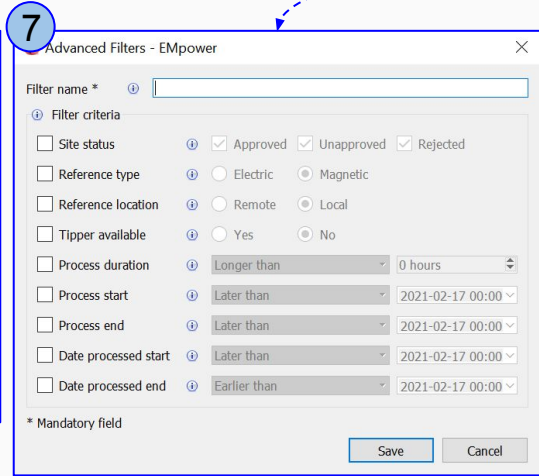 7
Advanced Filters - EMpower
Filter name *
Filter criteria
Site status Approved Unapproved Rejected
Reference type Electric Magnetic
Reference location Remote Local
Tipper available Yes No
Process duration Longer than 0 hours
Process start Later than 2021-02-17 00:00
Process end Later than 2021-02-17 00:00
Date processed start Later than 2021-02-17 00:00
Date processed end Earlier than 2021-02-17 00:00
* Mandatory field
Save Cancel